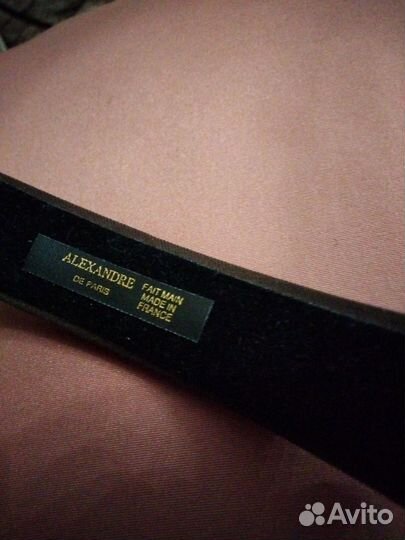 ALEXANDRE
DE PARIS
FAIT MAIN
MADE IN
FRANCE
Avito